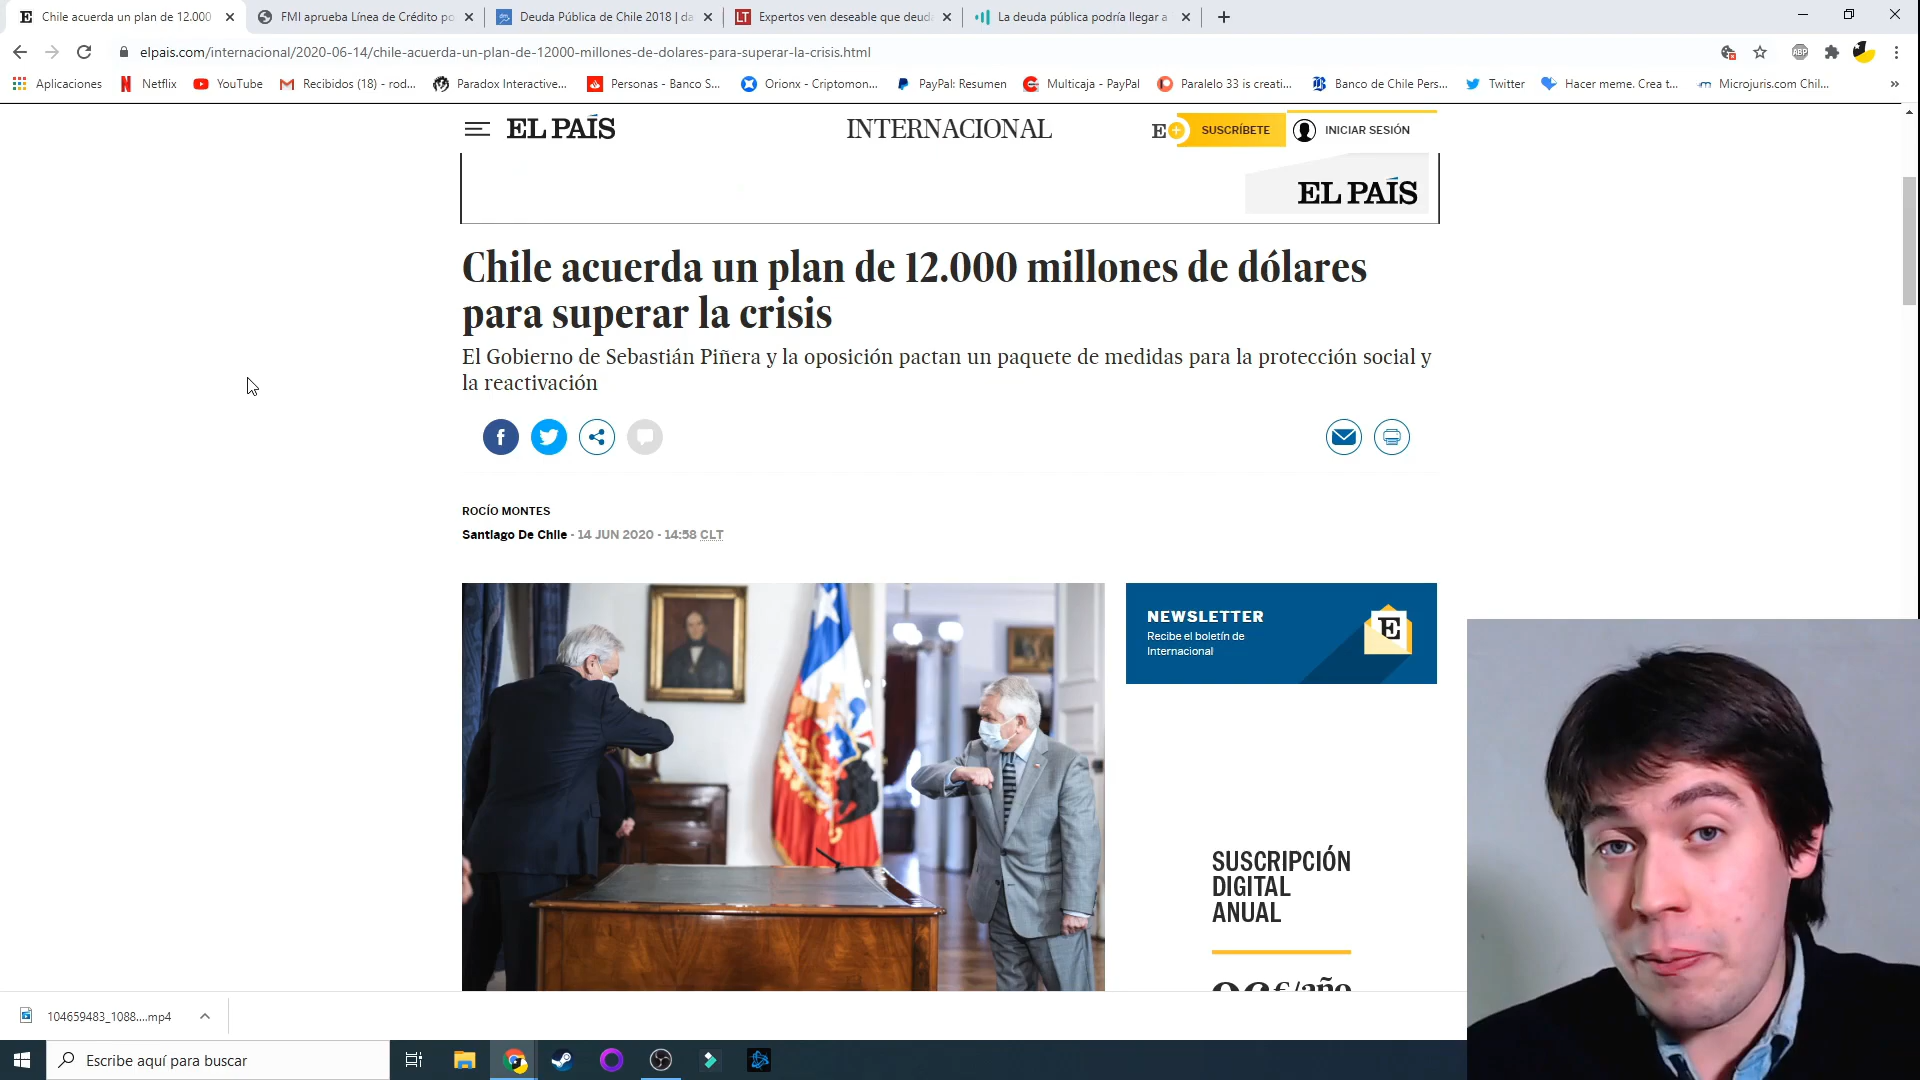 Chile acuerda un plan de 12.000
FMI aprueba Línea de Crédito po
Deuda Pública de Chile 2018 | da
LT
Expertos ven deseable que deud
La deuda pública podría llegar a
elpais.com/internacional/2020-06-14/chile-acuerda-un-plan-de-12000-millones-de-dolares-para-superar-la-crisis.html
ABP
Aplicaciones
Netflix
YouTube
Recibidos (18) - rod...
Paradox Interactive...
Personas - Banco S...
Orionx - Criptomon...
PayPal: Resumen
Multicaja - PayPal
Paralelo 33 is creati...
Banco de Chile Pers...
Twitter
Hacer meme. Crea t...
Microjuris.com Chil...
EL PAÍS
INTERNACIONAL
E+
SUSCRÍBETE
INICIAR SESIÓN
EL PAÍS
Chile acuerda un plan de 12.000 millones de dólares
para superar la crisis
El Gobierno de Sebastián Piñera y la oposición pactan un paquete de medidas para la protección social y
la reactivación
ROCÍO MONTES
Santiago De Chile - 14 JUN 2020 - 14:58 CLT
NEWSLETTER
Recibe el boletín de
Internacional
E
SUSCRIPCIÓN
DIGITAL
ANUAL
€/año
104659483_1088....mp4
Escribe aquí para buscar